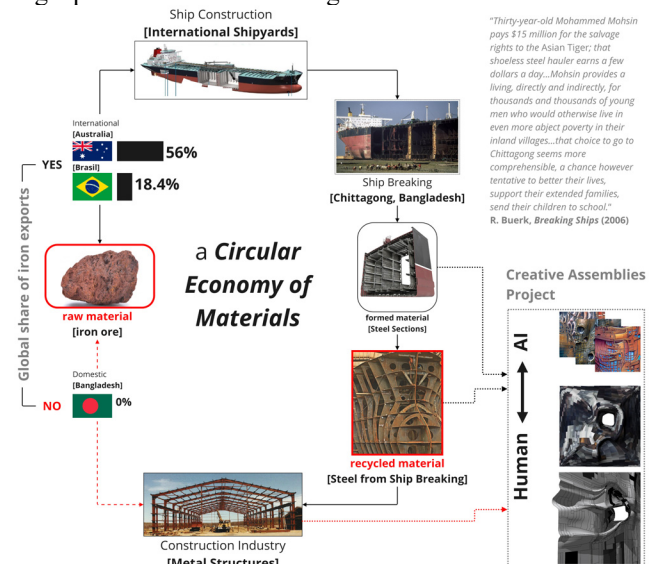 Ship Construction
[International Shipyards]
"Thirty-year-old Mohammed Mohsin
pays $15 million for the salvage
rights to the Asian Tiger; that
shoeless steel hauler earns a few
dollars a day...Mohsin provides a
living, directly and indirectly, for
thousands and thousands of young
men who would otherwise live in
even more abject poverty in their
inland villages...that choice to go to
Chittagong seems more
comprehensible, a chance however
tentative to better their lives,
support their extended families,
send their children to school."
R. Buerk, Breaking Ships (2006)
International
[Australia]
56%
[Brasil]
18.4%
YES
Global share of iron exports
NO
raw material
[iron ore]
Domestic
[Bangladesh]
0%
a Circular
Economy of
Materials
Ship Breaking
[Chittagong, Bangladesh]
formed material
[Steel Sections]
recycled material
[Steel from Ship Breaking]
Construction Industry
[Metal Structures]
Creative Assemblies
Project
AI
Human